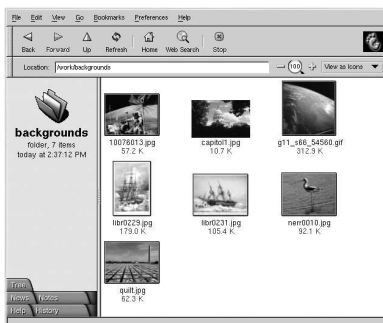 File Edit View Go Bookmarks Preferences Help
Back Forward Up Refresh Home Web Search Stop
Location: /work/backgrounds 100 View as Icons
backgrounds
folder, 7 items
today at 2:37:12 PM
10076013.jpg
57.2 K
capitol1.jpg
10.7 K
g11_s66_54560.gif
312.9 K
libr0229.jpg
179.0 K
libr0231.jpg
105.4 K
nerr0010.jpg
92.1 K
quilt.jpg
62.3 K
Tree
News Notes
Help History